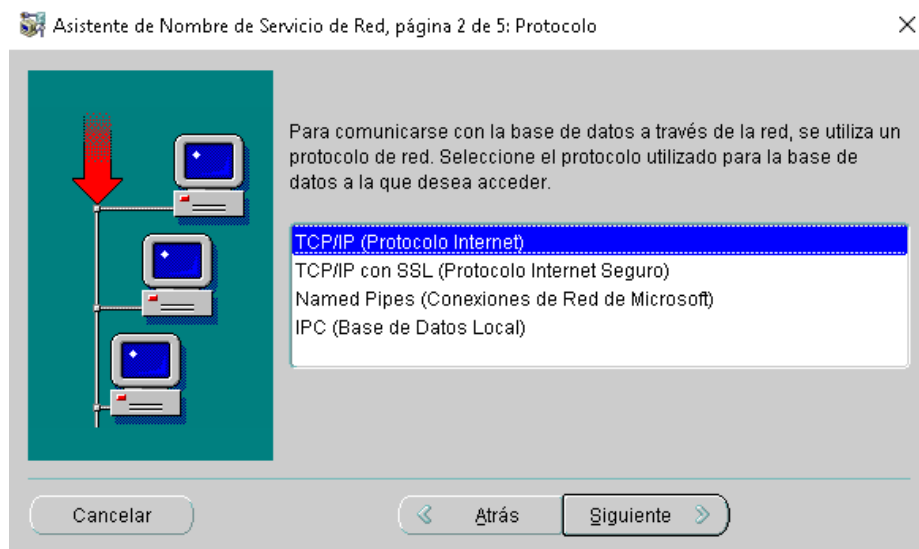 Asistente de Nombre de Servicio de Red, página 2 de 5: Protocolo
Para comunicarse con la base de datos a través de la red, se utiliza un
protocolo de red. Seleccione el protocolo utilizado para la base de
datos a la que desea acceder.
TCP/IP (Protocolo Internet)
TCP/IP con SSL (Protocolo Internet Seguro)
Named Pipes (Conexiones de Red de Microsoft)
IPC (Base de Datos Local)
Cancelar
Atrás
Siguiente